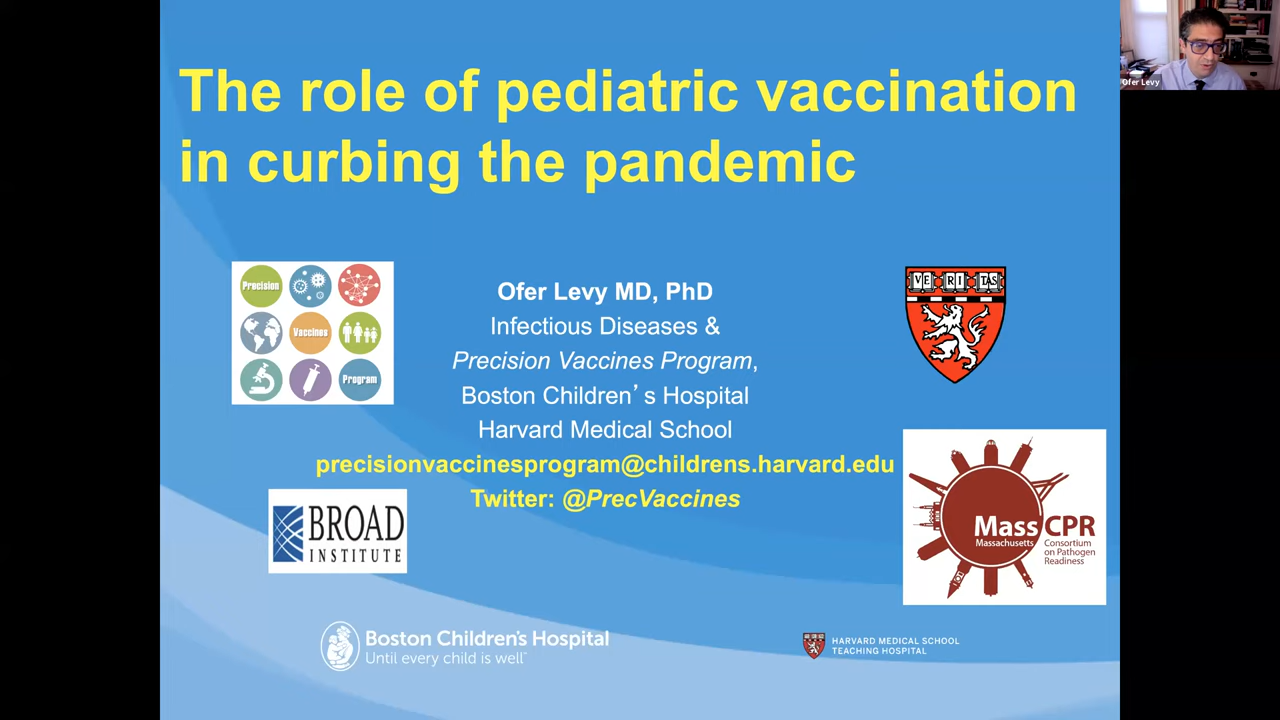 The role of pediatric vaccination
in curbing the pandemic
Ofer Levy
Precision
Vaccines
Program
Ofer Levy MD, PhD
Infectious Diseases &
Precision Vaccines Program,
Boston Children’s Hospital
Harvard Medical School
precisionvaccinesprogram@childrens.harvard.edu
Twitter: @PrecVaccines
VE RI TAS
BROAD
INSTITUTE
MassCPR
Massachusetts Consortium
on Pathogen
Readiness
Boston Children's Hospital
Until every child is well™
HARVARD MEDICAL SCHOOL
TEACHING HOSPITAL